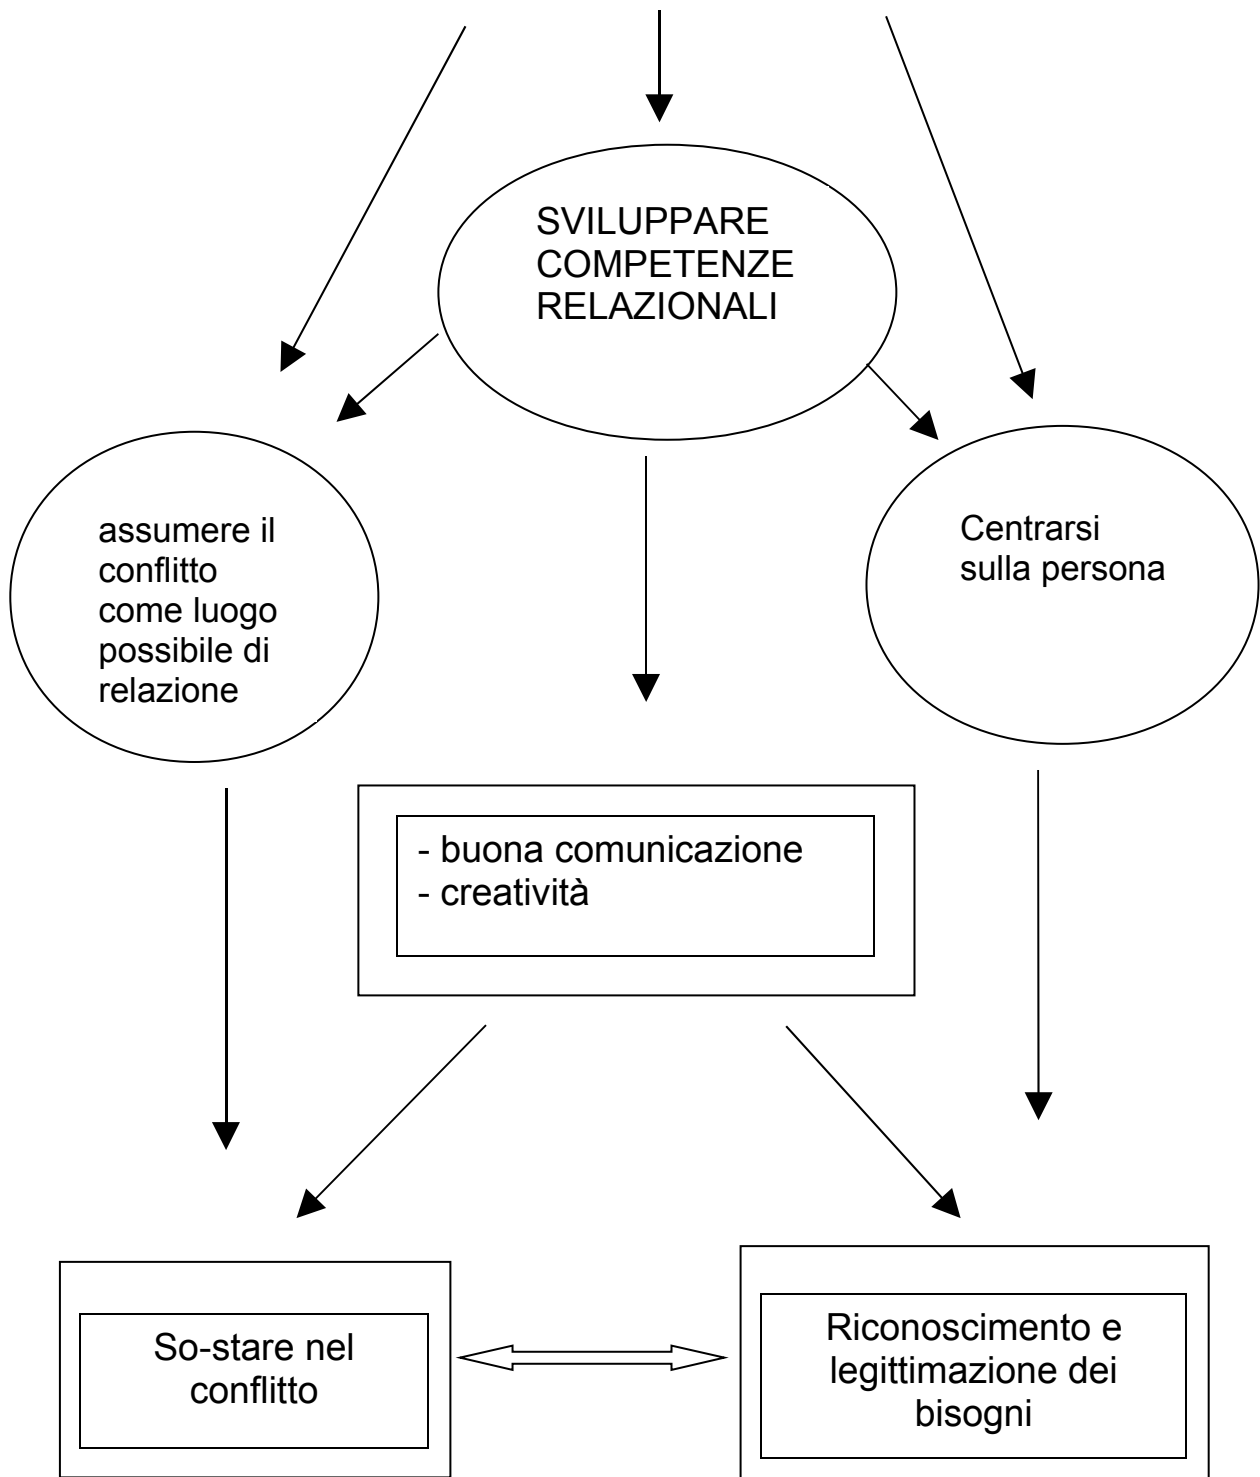 SVILUPPARE
COMPETENZE
RELAZIONALI
assumere il
conflitto
come luogo
possibile di
relazione
Centrarsi
sulla persona
- buona comunicazione
- creatività
So-stare nel
conflitto
Riconoscimento e
legittimazione dei
bisogni